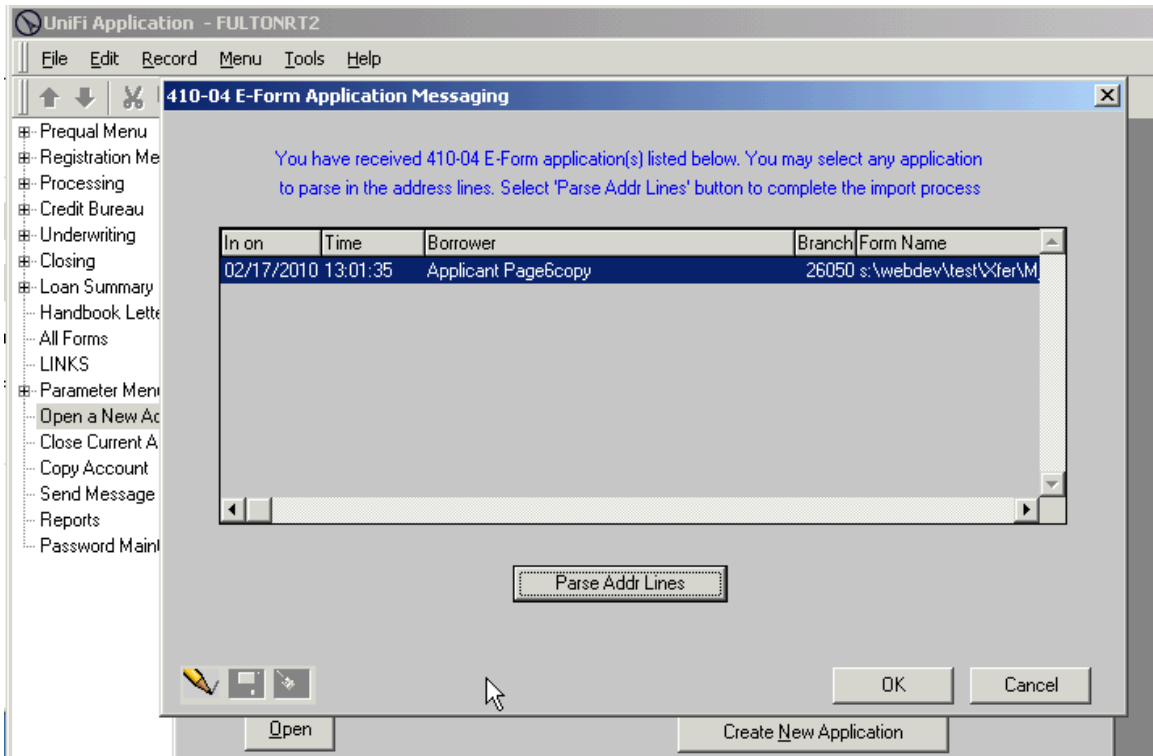 UniFi Application - FULTONRT2
File Edit Record Menu Tools Help
410-04 E-Form Application Messaging
Prequal Menu
Registration Me
Processing
Credit Bureau
Underwriting
Closing
Loan Summary
Handbook Lette
All Forms
LINKS
Parameter Menu
Open a New Ac
Close Current A
Copy Account
Send Message
Reports
Password Maint
You have received 410-04 E-Form application(s) listed below. You may select any application
to parse in the address lines. Select 'Parse Addr Lines' button to complete the import process
In on Time Borrower Branch Form Name
02/17/2010 13:01:35 Applicant Page6copy 26050 s:\webdev\test\Xfer\M_
Parse Addr Lines
OK Cancel
Open Create New Application